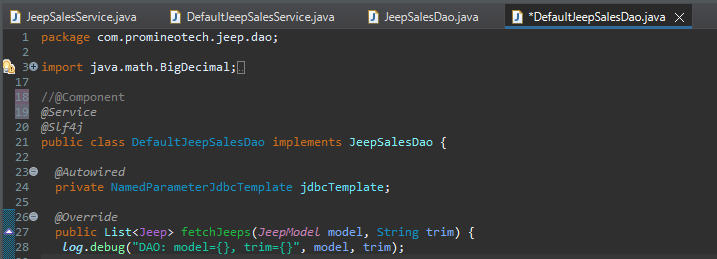 JeepSalesService.java DefaultJeepSalesService.java JeepSalesDao.java *DefaultJeepSalesDao.java
1 package com.promineotech.jeep.dao;
2
3 import java.math.BigDecimal;
17
18 //@Component
19 @Service
20 @Slf4j
21 public class DefaultJeepSalesDao implements JeepSalesDao {
22
23 @Autowired
24 private NamedParameterJdbcTemplate jdbcTemplate;
25
26 @Override
27 public List<Jeep> fetchJeeps(JeepModel model, String trim) {
28 log.debug("DAO: model={}, trim={}", model, trim);